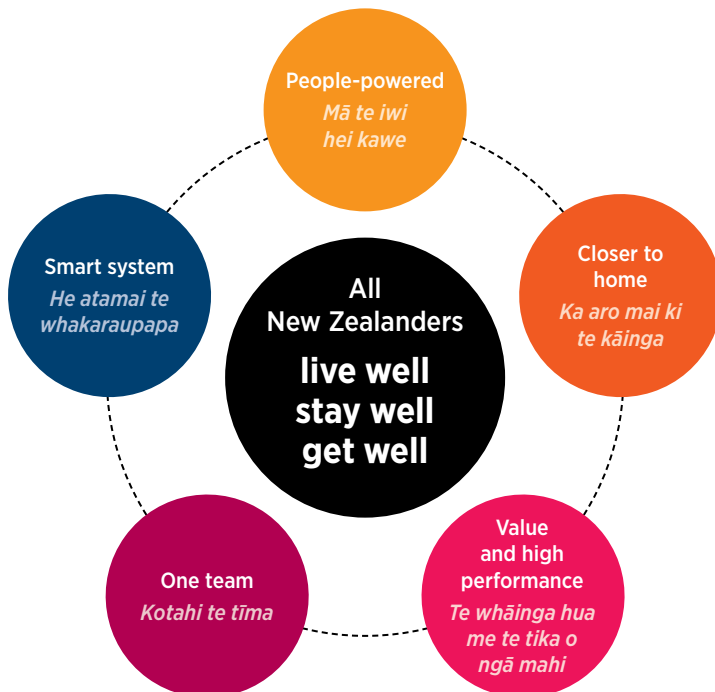 People-powered
Mā te iwi
hei kawe
Closer to
home
Ka aro mai ki
te kāinga
Value
and high
performance
Te whāinga hua
me te tika o
ngā mahi
One team
Kotahi te tīma
Smart system
He atamai te
whakaraupapa
All
New Zealanders
live well
stay well
get well